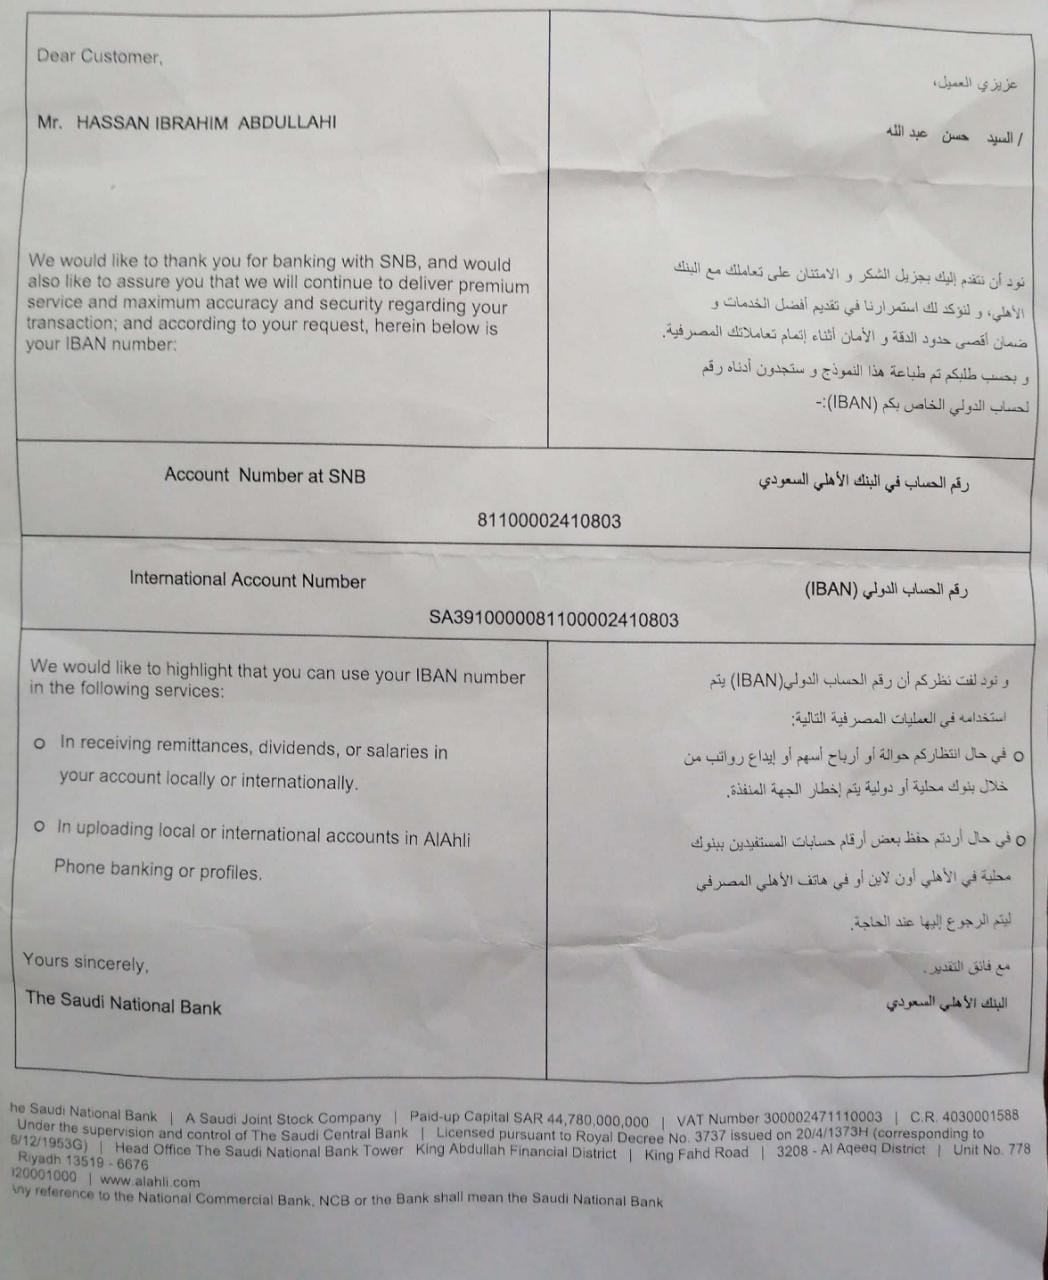 Dear Customer,
عزيزي العميل،
Mr. HASSAN IBRAHIM ABDULLAHI
السيد حسن عبد الله /
We would like to thank you for banking with SNB, and would
also like to assure you that we will continue to deliver premium
service and maximum accuracy and security regarding your
transaction; and according to your request, herein below is
your IBAN number:
نود أن نتقدم إليك بجزيل الشكر و الامتنان على تعاملك مع البنك
الأهلي، و لنؤكد لك استمرارنا في تقديم أفضل الخدمات و
ضمان أقصى حدود الدقة و الأمان أثناء إتمام تعاملاتك المصرفية.
و بحسب طلبكم تم طباعة هذا النموذج و ستجدون أدناه رقم
لحساب الدولي الخاص بكم (IBAN):-
Account Number at SNB
رقم الحساب في البنك الأهلي السعودي
81100002410803
International Account Number
رقم الحساب الدولي (IBAN)
SA3910000081100002410803
We would like to highlight that you can use your IBAN number
in the following services:
o In receiving remittances, dividends, or salaries in
your account locally or internationally.
o In uploading local or international accounts in AlAhli
Phone banking or profiles.
Yours sincerely,
The Saudi National Bank
و نود لفت نظركم أن رقم الحساب الدولي(IBAN) يتم
استخدامه في العمليات المصرفية التالية:
o في حال انتظاركم حوالة أو أرباح أسهم أو إيداع رواتب من
خلال بنوك محلية أو دولية يتم إخطار الجهة المنفذة.
o في حال أردتم حفظ بعض أرقام حسابات المستفيدين ببنوك
محلية في الأهلي أون لاين أو في هاتف الأهلي المصرفي
ليتم الرجوع إليها عند الحاجة.
مع فائق التقدير.
البنك الأهلي السعودي
he Saudi National Bank | A Saudi Joint Stock Company | Paid-up Capital SAR 44,780,000,000 | VAT Number 300002471110003 | C.R. 4030001588
Under the supervision and control of The Saudi Central Bank | Licensed pursuant to Royal Decree No. 3737 issued on 20/4/1373H (corresponding to
6/12/1953G) | Head Office The Saudi National Bank Tower King Abdullah Financial District | King Fahd Road | 3208 - Al Aqeeq District | Unit No. 778
Riyadh 13519 - 6676
920001000 | www.alahli.com
Any reference to the National Commercial Bank, NCB or the Bank shall mean the Saudi National Bank